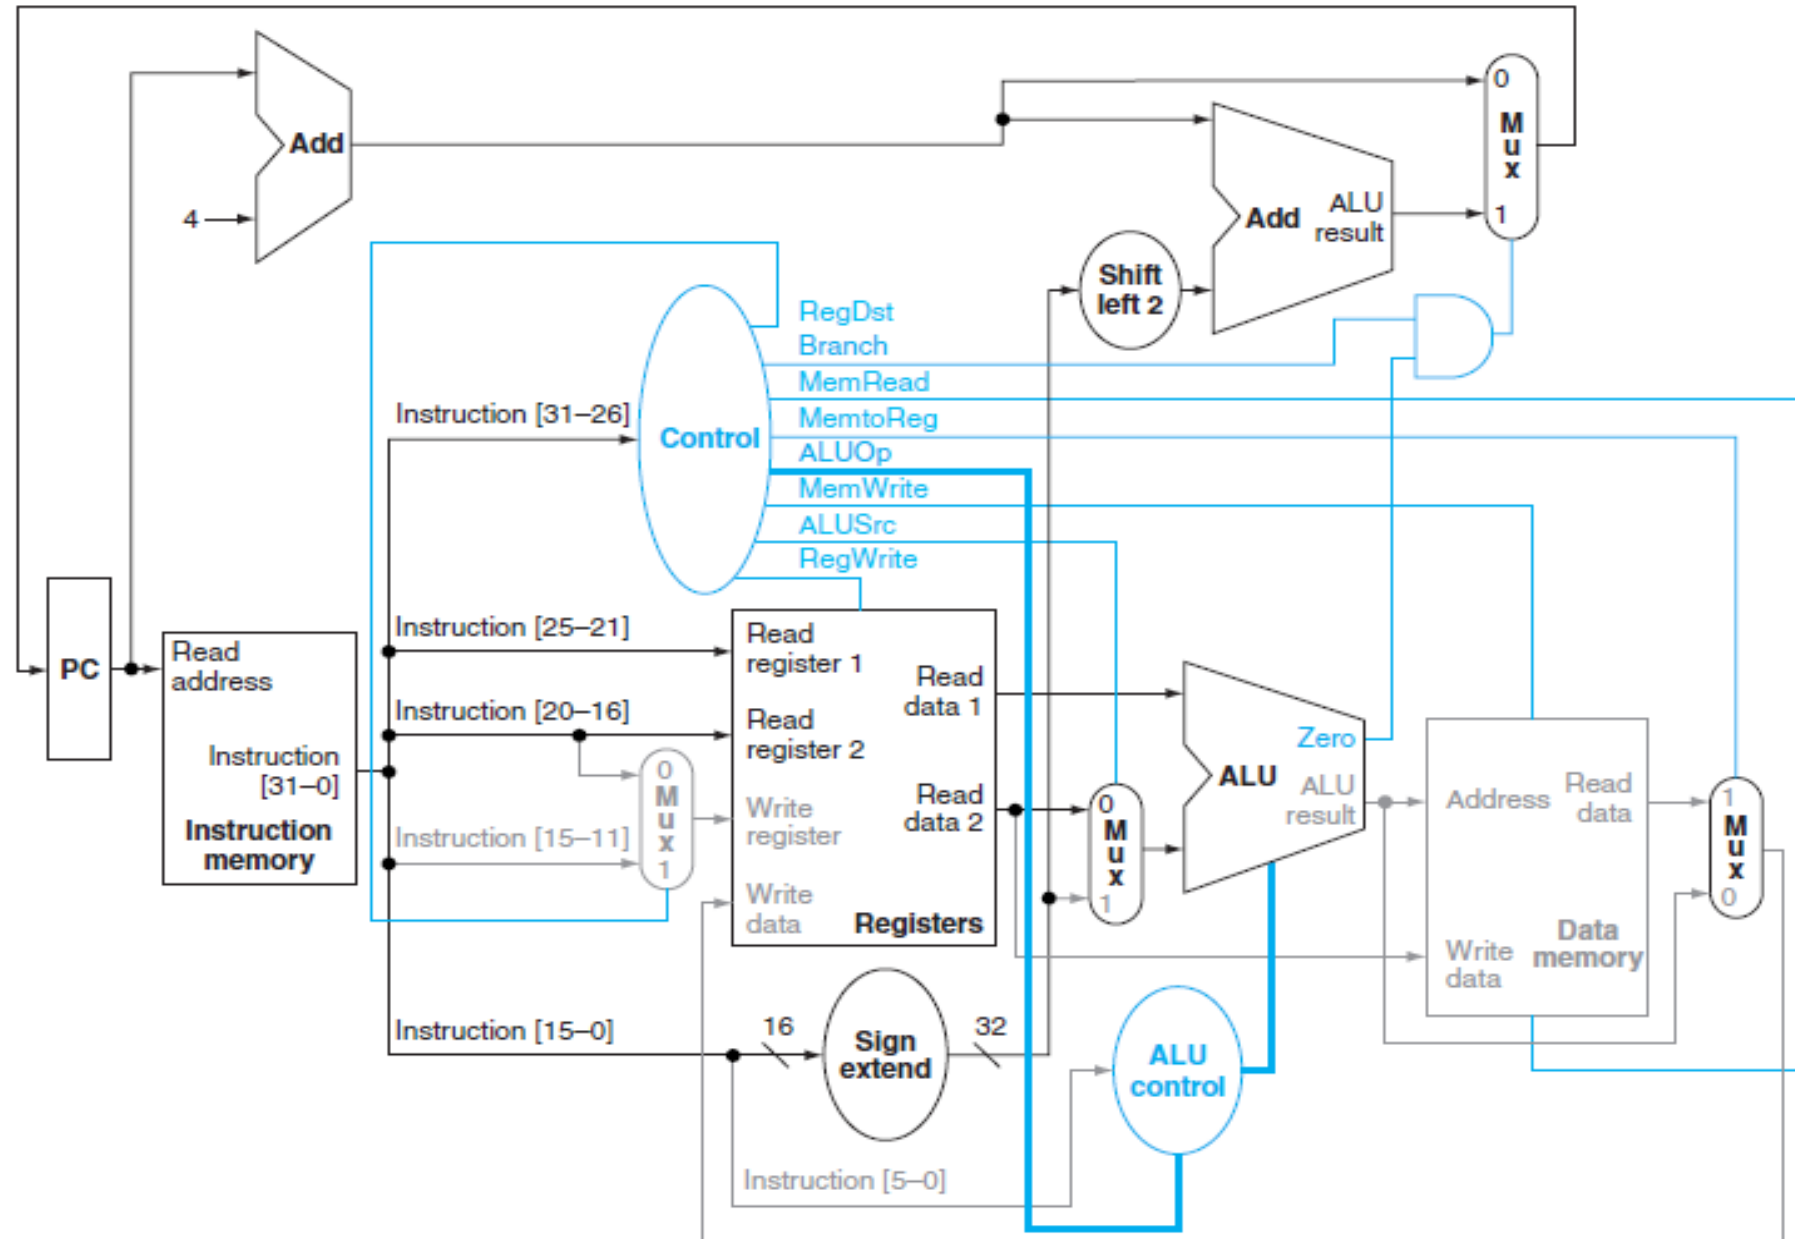 0
M
u
x
1
Add
4
Add
ALU
result
Shift
left 2
RegDst
Branch
MemRead
MemtoReg
ALUOp
MemWrite
ALUSrc
RegWrite
Control
Instruction [31–26]
Instruction [25–21]
Instruction [20–16]
Instruction [15–11]
Instruction [15–0]
Instruction [5–0]
PC
Read
address
Instruction
[31–0]
Instruction
memory
0
M
u
x
1
Read
register 1
Read
register 2
Write
register
Write
data
Read
data 1
Read
data 2
Registers
0
M
u
x
1
Zero
ALU
ALU
result
Address
Read
data
Write
data
Data
memory
1
M
u
x
0
16
Sign
extend
32
ALU
control